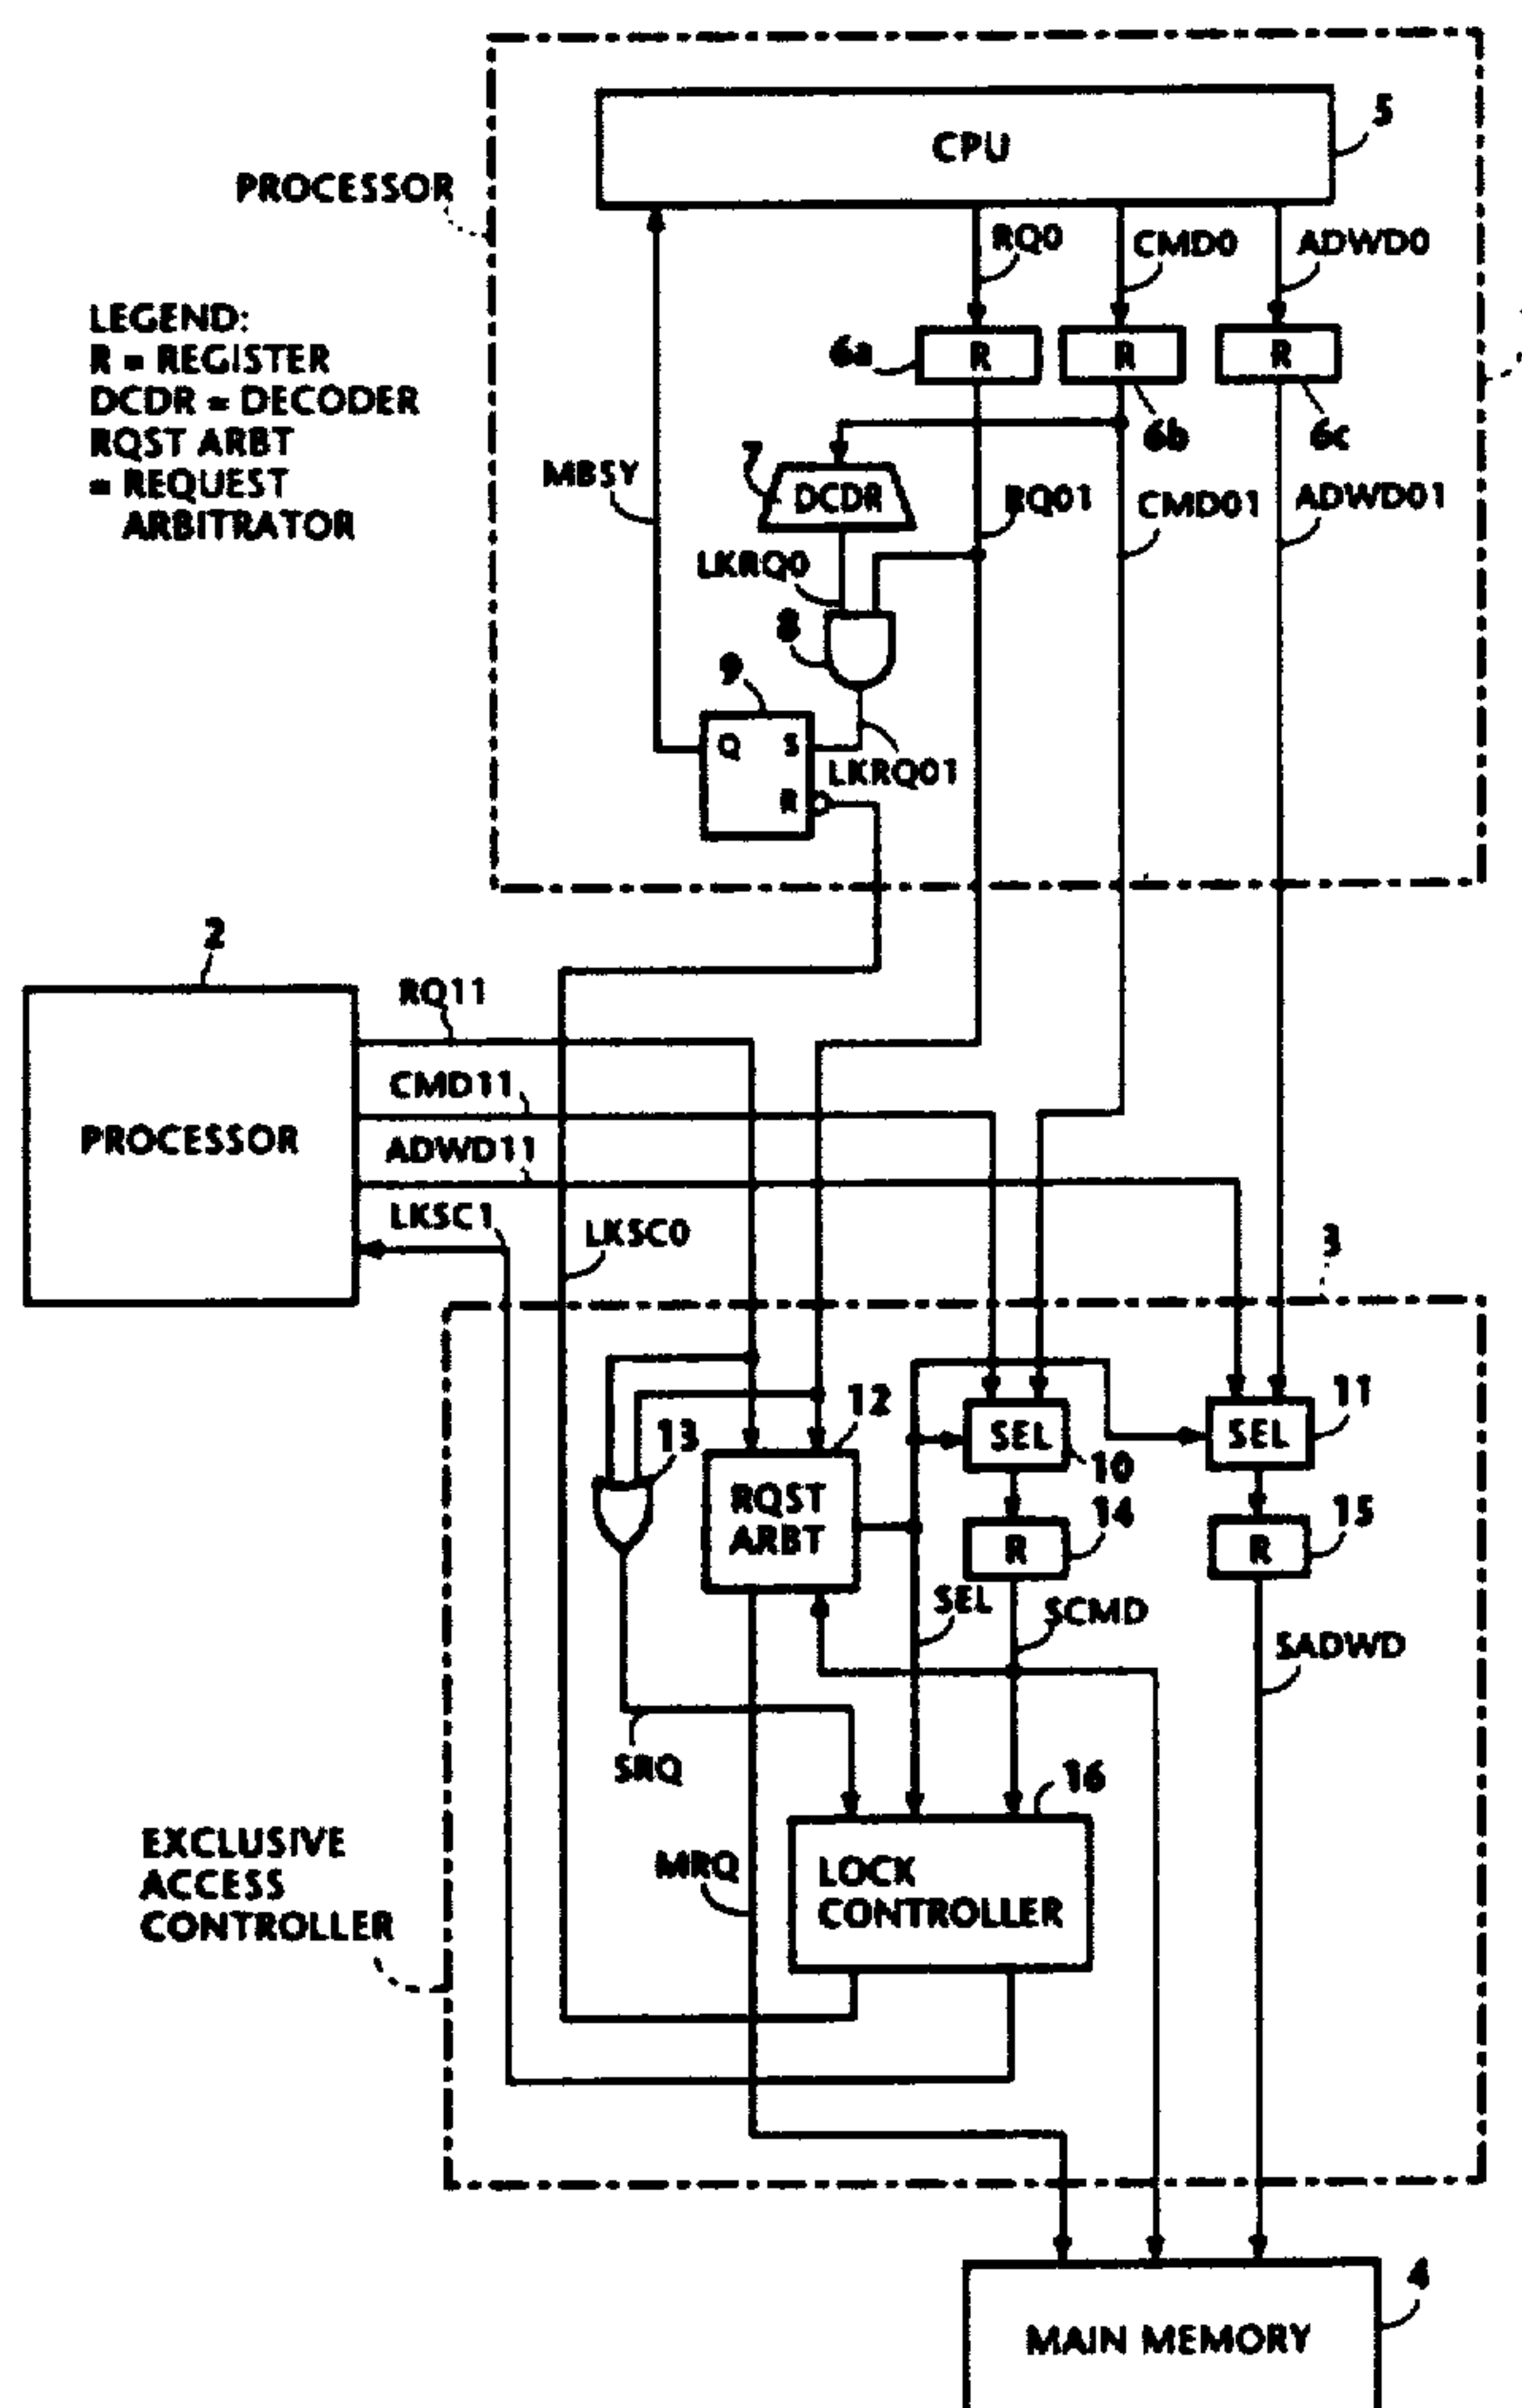 CPU
5
PROCESSOR
RQ0
CMD0
ADWD0
LEGEND:
R = REGISTER
DCDR = DECODER
RQST ARBT
= REQUEST
ARBITRATOR
6a
R
R
R
6b
6c
MBSY
7
DCDR
RQ01
CMD01
ADWD01
LKRQ0
8
9
Q
S
LKRQ01
R
2
RQ11
CMD11
PROCESSOR
ADWD11
LKSC1
LKSC0
3
12
11
13
SEL
SEL
10
RQST
ARBT
14
15
R
R
SEL
SCMD
SADWD
SRQ
16
EXCLUSIVE
ACCESS
CONTROLLER
MRQ
LOCK
CONTROLLER
4
MAIN MEMORY